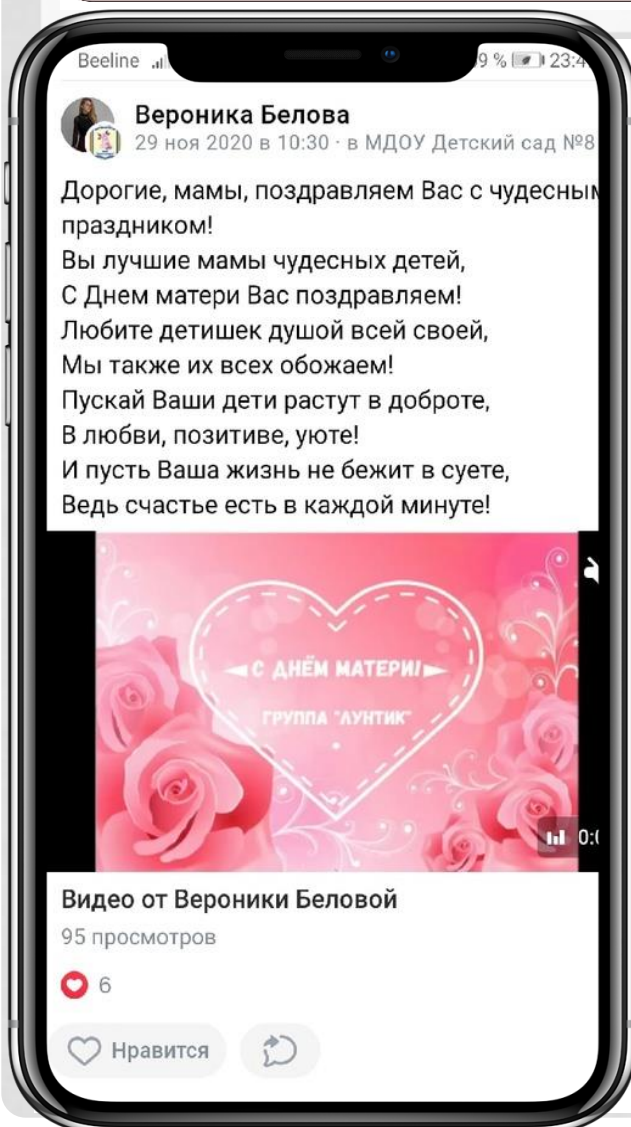 Beeline
9 % 23:4
Вероника Белова
29 ноя 2020 в 10:30 · в МДОУ Детский сад №8
Дорогие, мамы, поздравляем Вас с чудесным
праздником!
Вы лучшие мамы чудесных детей,
С Днем матери Вас поздравляем!
Любите детишек душой всей своей,
Мы также их всех обожаем!
Пускай Ваши дети растут в доброте,
В любви, позитиве, уюте!
И пусть Ваша жизнь не бежит в суете,
Ведь счастье есть в каждой минуте!
С ДНЁМ МАТЕРИ!
ГРУППА "ЛУНТИК"
0:0
Видео от Вероники Беловой
95 просмотров
6
Нравится